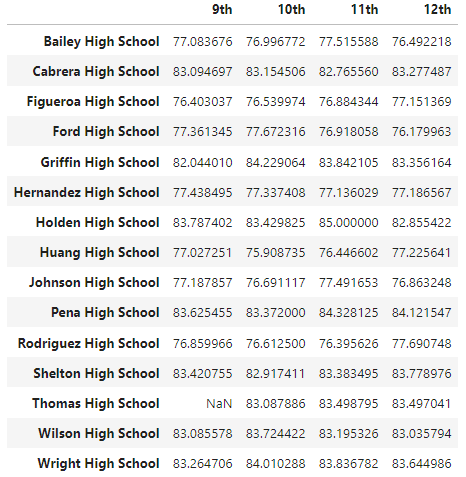 9th 10th 11th 12th
Bailey High School 77.083676 76.996772 77.515588 76.492218
Cabrera High School 83.094697 83.154506 82.765560 83.277487
Figueroa High School 76.403037 76.539974 76.884344 77.151369
Ford High School 77.361345 77.672316 76.918058 76.179963
Griffin High School 82.044010 84.229064 83.842105 83.356164
Hernandez High School 77.438495 77.337408 77.136029 77.186567
Holden High School 83.787402 83.429825 85.000000 82.855422
Huang High School 77.027251 75.908735 76.446602 77.225641
Johnson High School 77.187857 76.691117 77.491653 76.863248
Pena High School 83.625455 83.372000 84.328125 84.121547
Rodriguez High School 76.859966 76.612500 76.395626 77.690748
Shelton High School 83.420755 82.917411 83.383495 83.778976
Thomas High School NaN 83.087886 83.498795 83.497041
Wilson High School 83.085578 83.724422 83.195326 83.035794
Wright High School 83.264706 84.010288 83.836782 83.644986